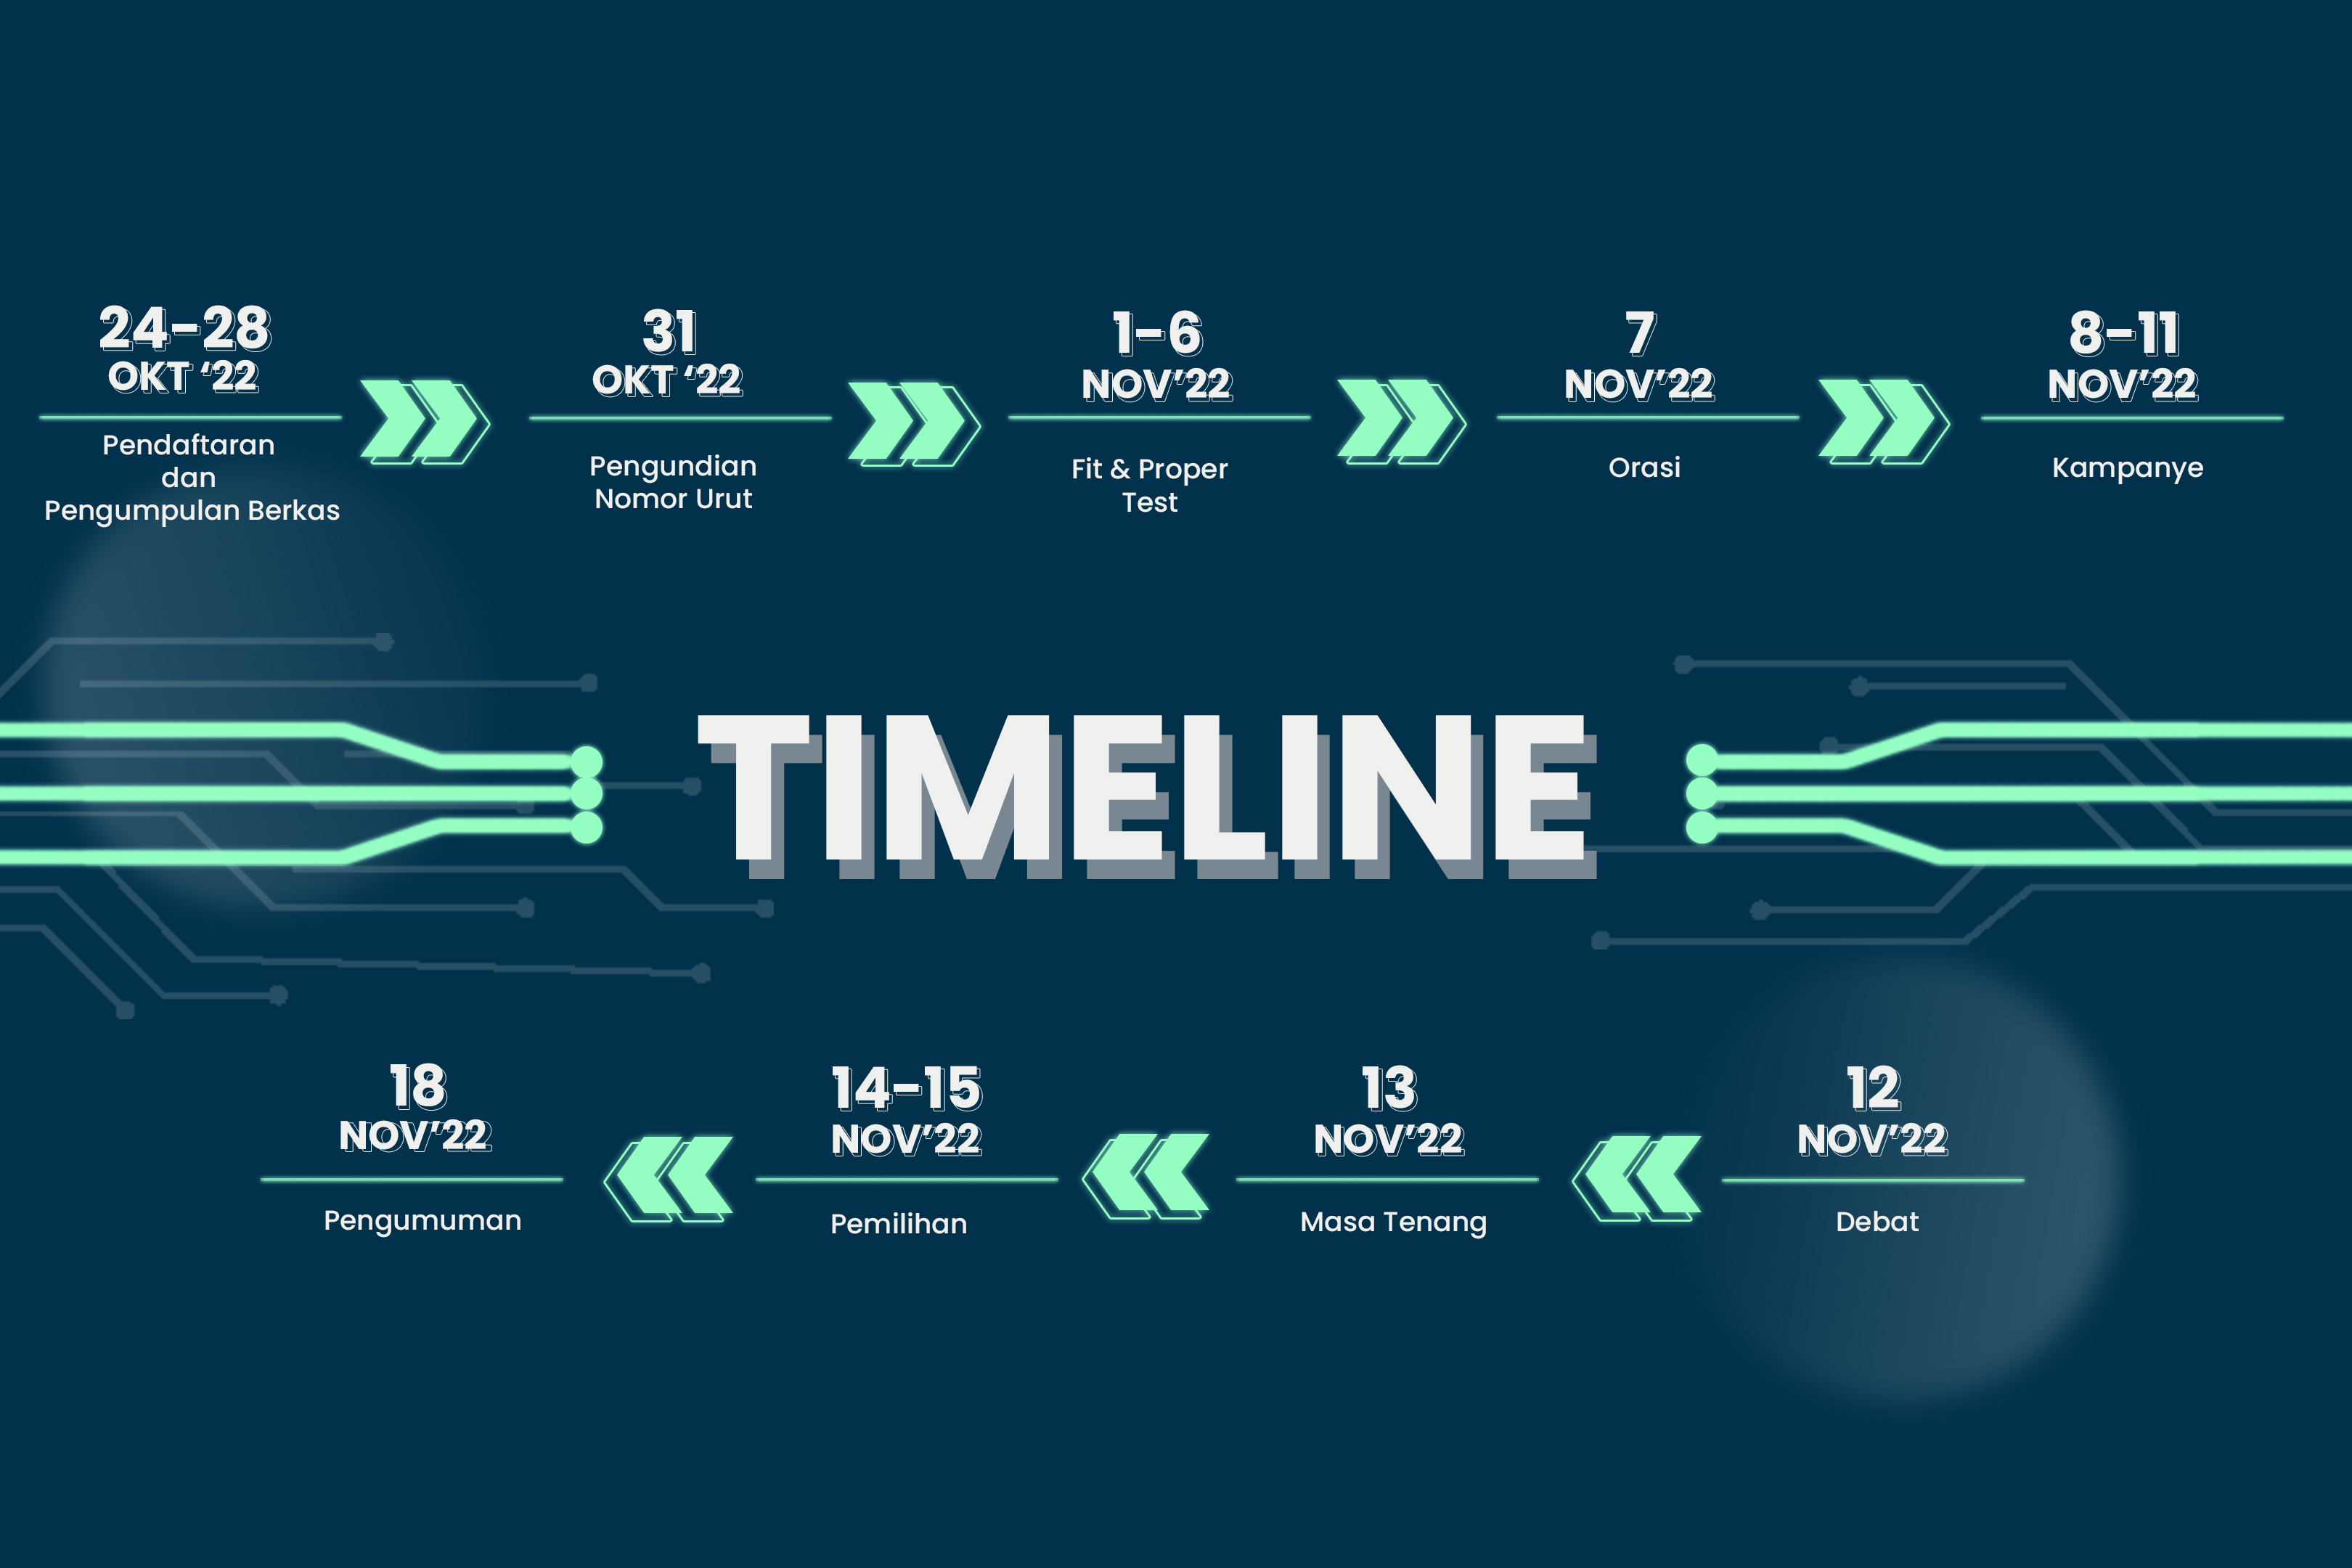 24-28
OKT ‘22
Pendaftaran
dan
Pengumpulan Berkas
31
OKT ‘22
Pengundian
Nomor Urut
1-6
NOV’22
Fit & Proper
Test
7
NOV’22
Orasi
8-11
NOV’22
Kampanye
TIMELINE
18
NOV’22
Pengumuman
14-15
NOV’22
Pemilihan
13
NOV’22
Masa Tenang
12
NOV’22
Debat